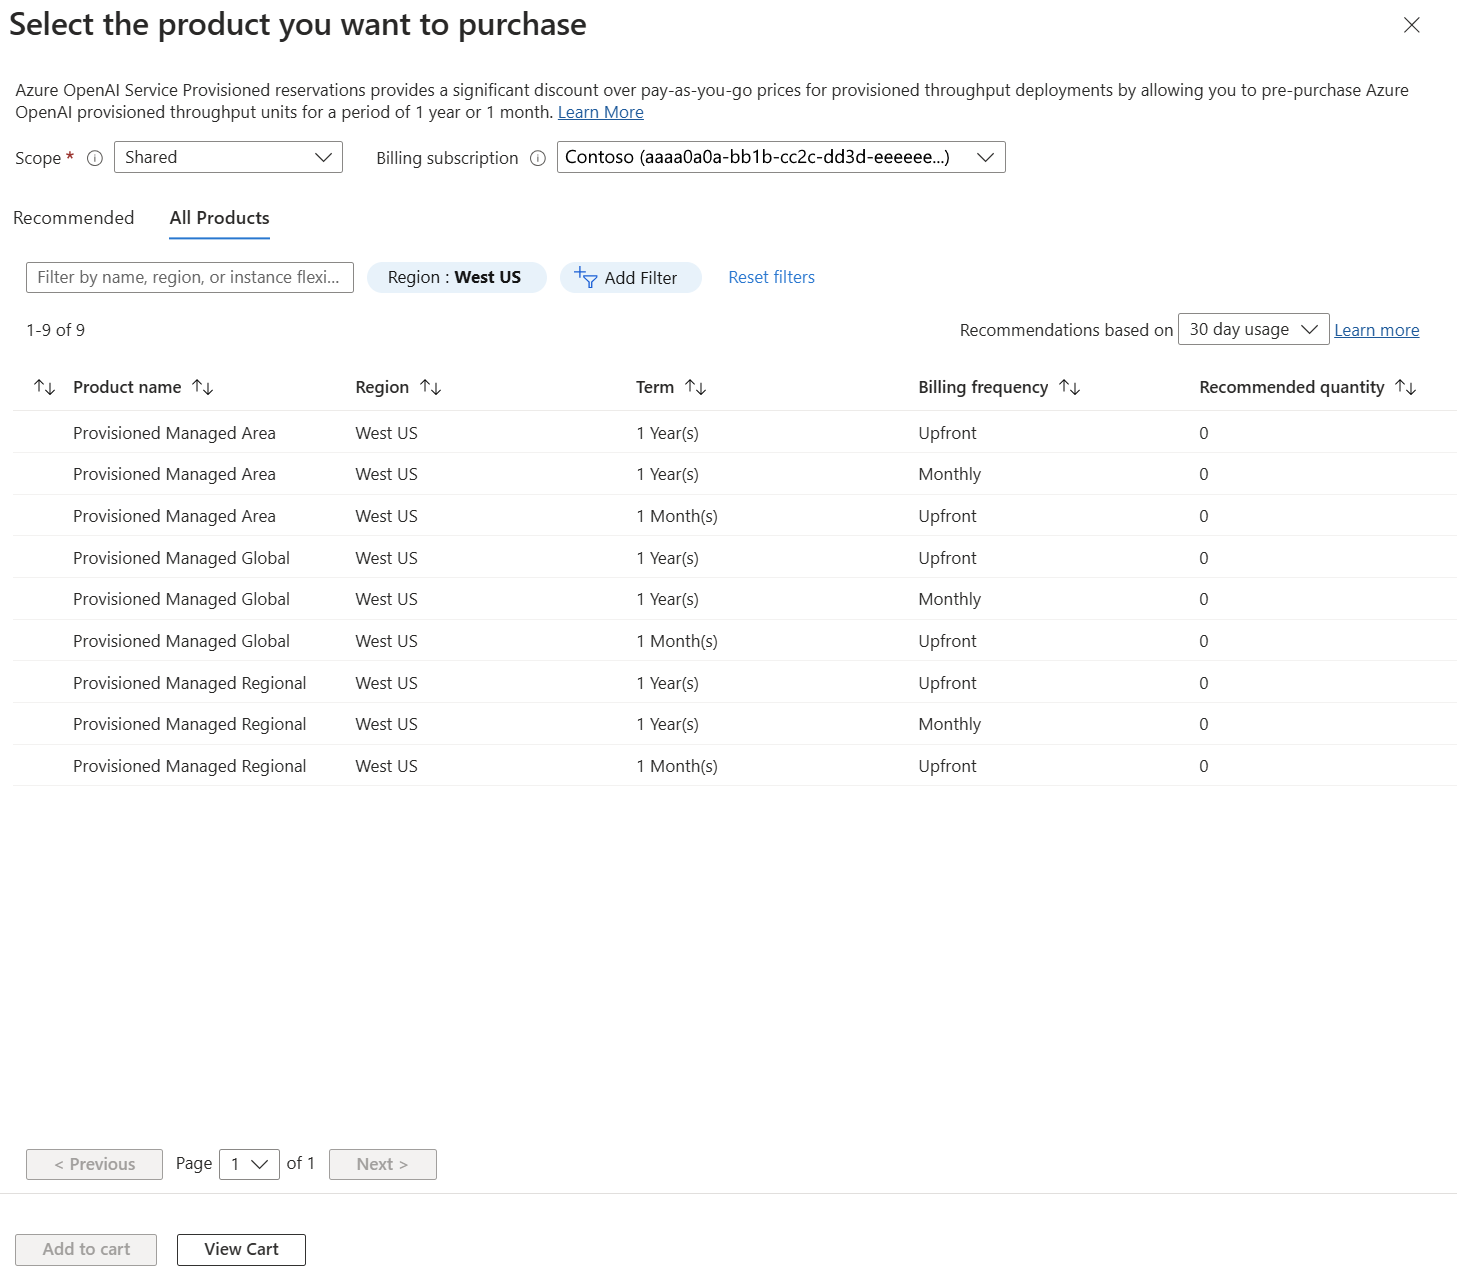 Select the product you want to purchase
Azure OpenAI Service Provisioned reservations provides a significant discount over pay-as-you-go prices for provisioned throughput deployments by allowing you to pre-purchase Azure
OpenAI provisioned throughput units for a period of 1 year or 1 month. Learn More
Scope * Shared Billing subscription Contoso (aaaa0a0a-bb1b-cc2c-dd3d-eeeeee...)
Recommended All Products
Filter by name, region, or instance flexi... Region : West US Add Filter Reset filters
1-9 of 9 Recommendations based on 30 day usage Learn more
Product name Region Term Billing frequency Recommended quantity
Provisioned Managed Area West US 1 Year(s) Upfront 0
Provisioned Managed Area West US 1 Year(s) Monthly 0
Provisioned Managed Area West US 1 Month(s) Upfront 0
Provisioned Managed Global West US 1 Year(s) Upfront 0
Provisioned Managed Global West US 1 Year(s) Monthly 0
Provisioned Managed Global West US 1 Month(s) Upfront 0
Provisioned Managed Regional West US 1 Year(s) Upfront 0
Provisioned Managed Regional West US 1 Year(s) Monthly 0
Provisioned Managed Regional West US 1 Month(s) Upfront 0
< Previous Page 1 of 1 Next >
Add to cart View Cart